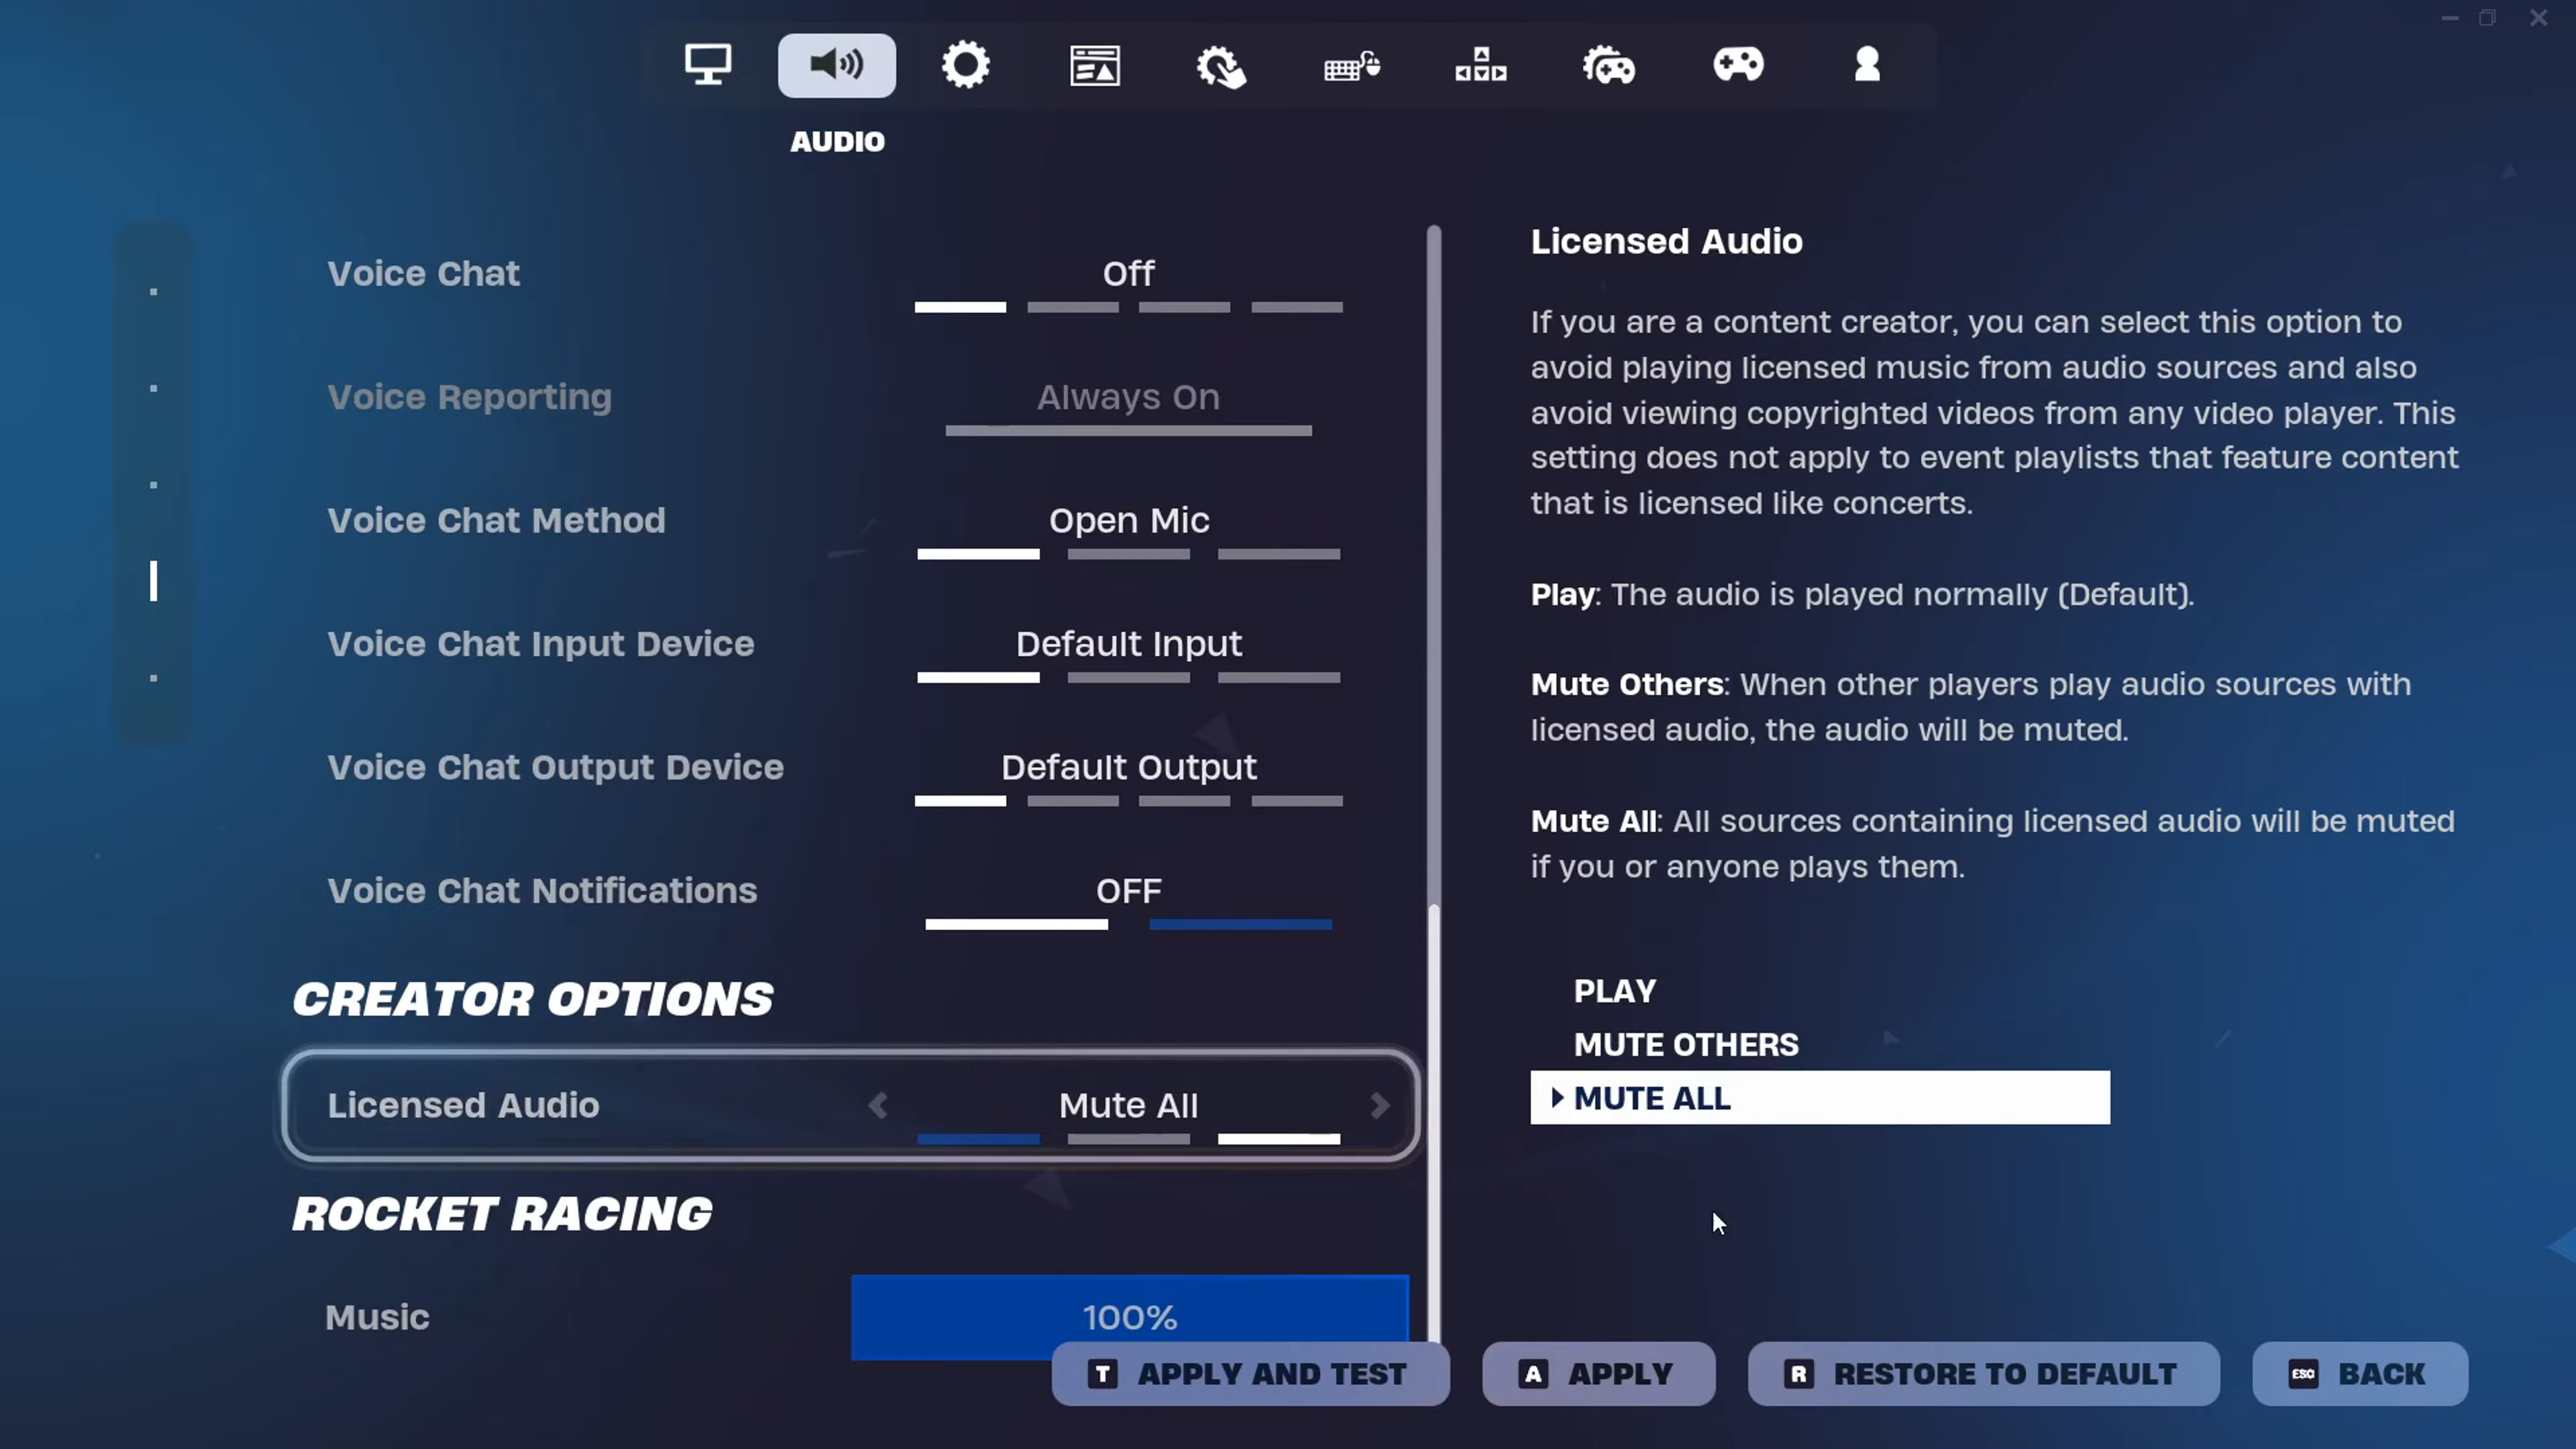 AUDIO
Voice Chat
Off
Voice Reporting
Always On
Voice Chat Method
Open Mic
Voice Chat Input Device
Default Input
Voice Chat Output Device
Default Output
Voice Chat Notifications
OFF
CREATOR OPTIONS
Licensed Audio
Mute All
ROCKET RACING
Music
100%
Licensed Audio
If you are a content creator, you can select this option to
avoid playing licensed music from audio sources and also
avoid viewing copyrighted videos from any video player. This
setting does not apply to event playlists that feature content
that is licensed like concerts.
Play: The audio is played normally (Default).
Mute Others: When other players play audio sources with
licensed audio, the audio will be muted.
Mute All: All sources containing licensed audio will be muted
if you or anyone plays them.
PLAY
MUTE OTHERS
MUTE ALL
T APPLY AND TEST
A APPLY
R RESTORE TO DEFAULT
ESC BACK